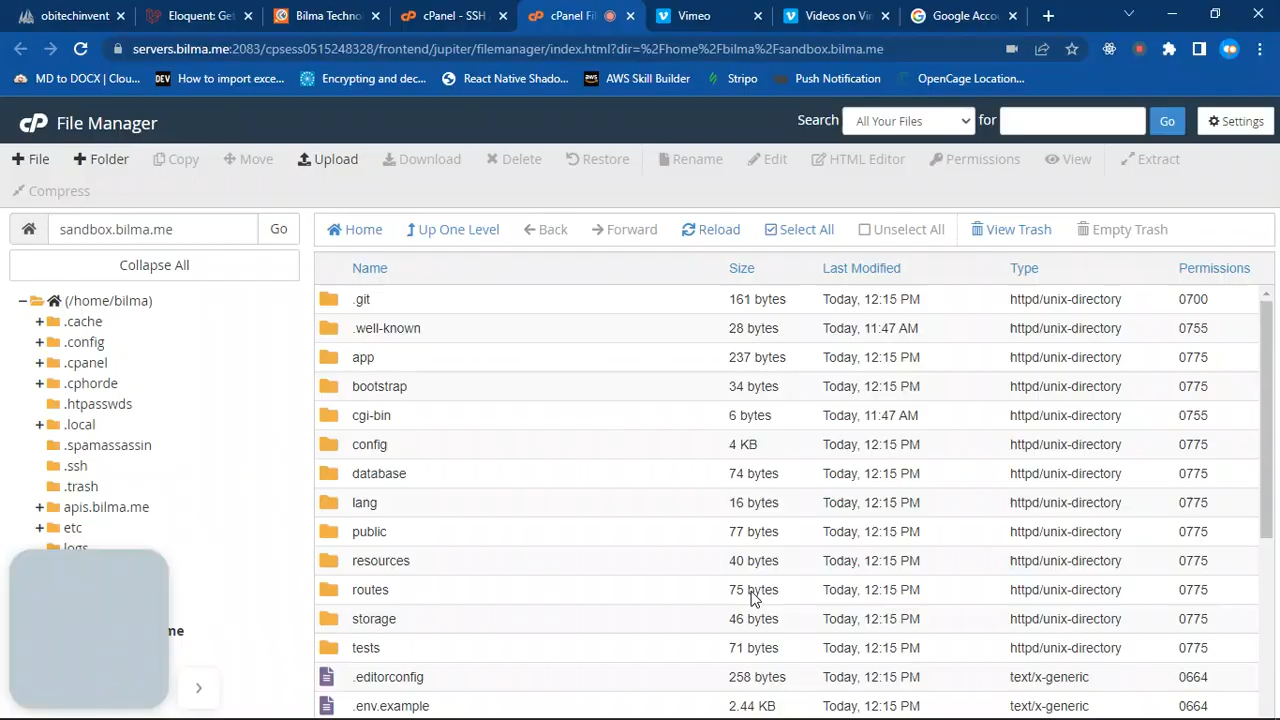 obitechinvent
Eloquent: Ge
Bilma Techno
cPanel - SSH
cPanel Fi
Vimeo
Videos on Vi
Google Acco
servers.bilma.me:2083/cpsess0515248328/frontend/jupiter/filemanager/index.html?dir=%2Fhome%2Fbilma%2Fsandbox.bilma.me
MD to DOCX | Clou...
DEV How to import exce...
Encrypting and dec...
React Native Shado...
aws AWS Skill Builder
Stripo
Push Notification
OpenCage Location...
cP File Manager
Search All Your Files for Go Settings
File Folder Copy Move Upload Download Delete Restore Rename Edit HTML Editor Permissions View Extract
Compress
sandbox.bilma.me Go
Home Up One Level Back Forward Reload Select All Unselect All View Trash Empty Trash
Collapse All
(/home/bilma)
.cache
.config
.cpanel
.cphorde
.htpasswds
.local
.spamassassin
.ssh
.trash
apis.bilma.me
etc
logs
me
Name Size Last Modified Type Permissions
.git 161 bytes Today, 12:15 PM httpd/unix-directory 0700
.well-known 28 bytes Today, 11:47 AM httpd/unix-directory 0755
app 237 bytes Today, 12:15 PM httpd/unix-directory 0775
bootstrap 34 bytes Today, 12:15 PM httpd/unix-directory 0775
cgi-bin 6 bytes Today, 11:47 AM httpd/unix-directory 0755
config 4 KB Today, 12:15 PM httpd/unix-directory 0775
database 74 bytes Today, 12:15 PM httpd/unix-directory 0775
lang 16 bytes Today, 12:15 PM httpd/unix-directory 0775
public 77 bytes Today, 12:15 PM httpd/unix-directory 0775
resources 40 bytes Today, 12:15 PM httpd/unix-directory 0775
routes 75 bytes Today, 12:15 PM httpd/unix-directory 0775
storage 46 bytes Today, 12:15 PM httpd/unix-directory 0775
tests 71 bytes Today, 12:15 PM httpd/unix-directory 0775
.editorconfig 258 bytes Today, 12:15 PM text/x-generic 0664
.env.example 2.44 KB Today, 12:15 PM text/x-generic 0664